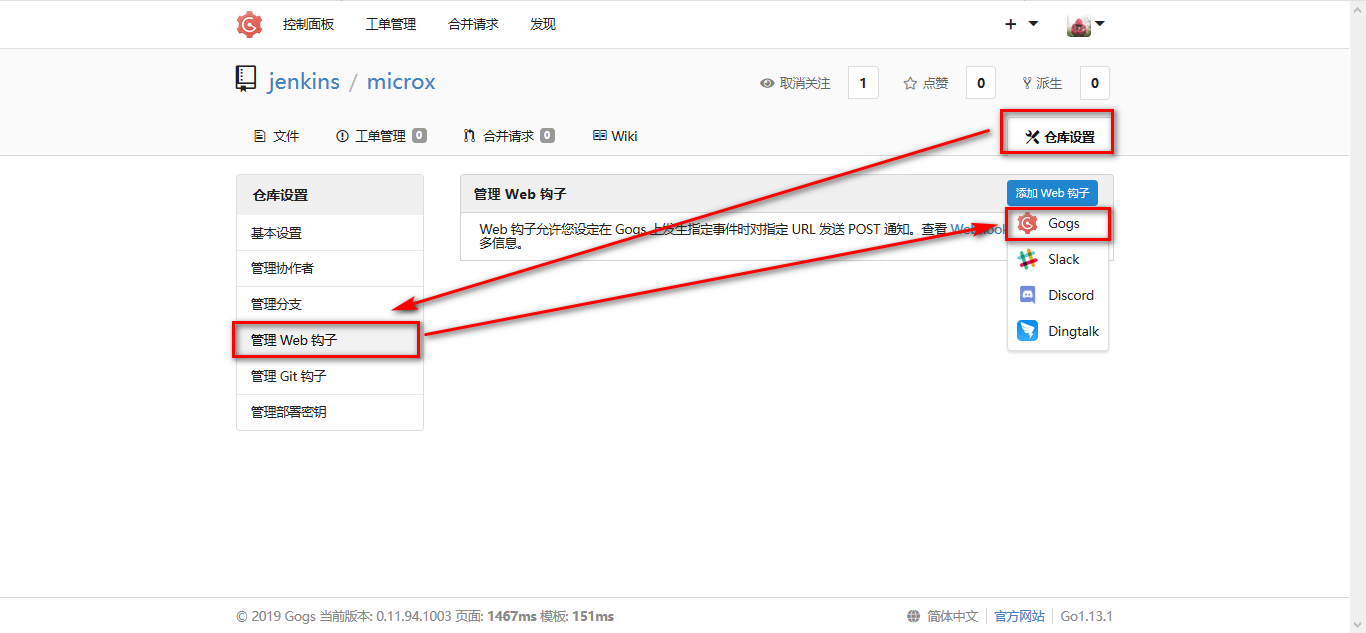 控制面板 工单管理 合并请求 发现
jenkins / microx
取消关注 1 点赞 0 派生 0
文件 工单管理 0 合并请求 0 Wiki 仓库设置
仓库设置
基本设置
管理协作者
管理分支
管理 Web 钩子
管理 Git 钩子
管理部署密钥
管理 Web 钩子 添加 Web 钩子
Web 钩子允许您设定在 Gogs 上发生指定事件时对指定 URL 发送 POST 通知。查看
多信息。
Gogs
Slack
Discord
Dingtalk
© 2019 Gogs 当前版本: 0.11.94.1003 页面: 1467ms 模板: 151ms 简体中文 官方网站 Go1.13.1